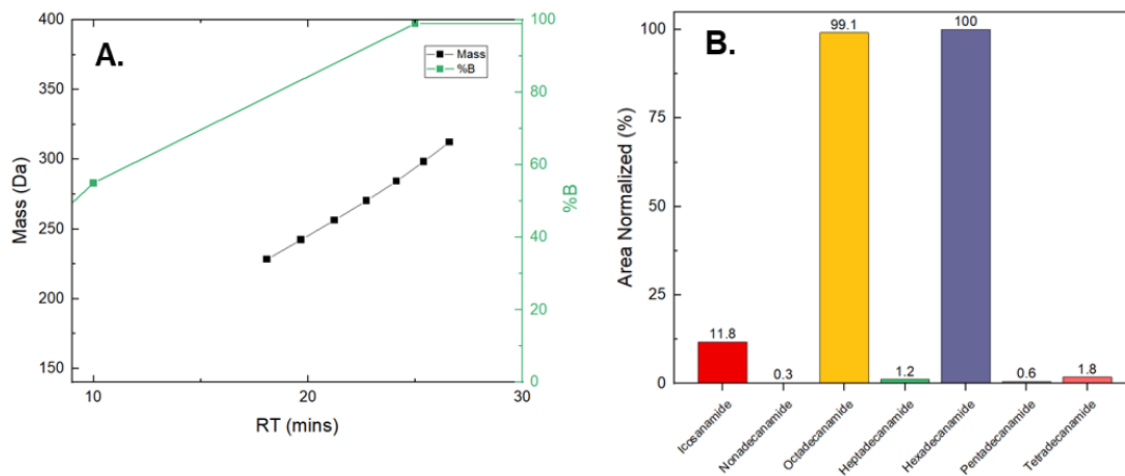 A.
Mass
%B
400
350
300
250
200
150
Mass (Da)
100
80
60
40
20
0
%B
10
20
30
RT (mins)
B.
100
75
50
25
0
Area Normalized (%)
11.8
0.3
99.1
1.2
100
0.6
1.8
Icosanamide
Nonadecanamide
Octadecanamide
Heptadecanamide
Hexadecanamide
Pentadecanamide
Tetradecanamide